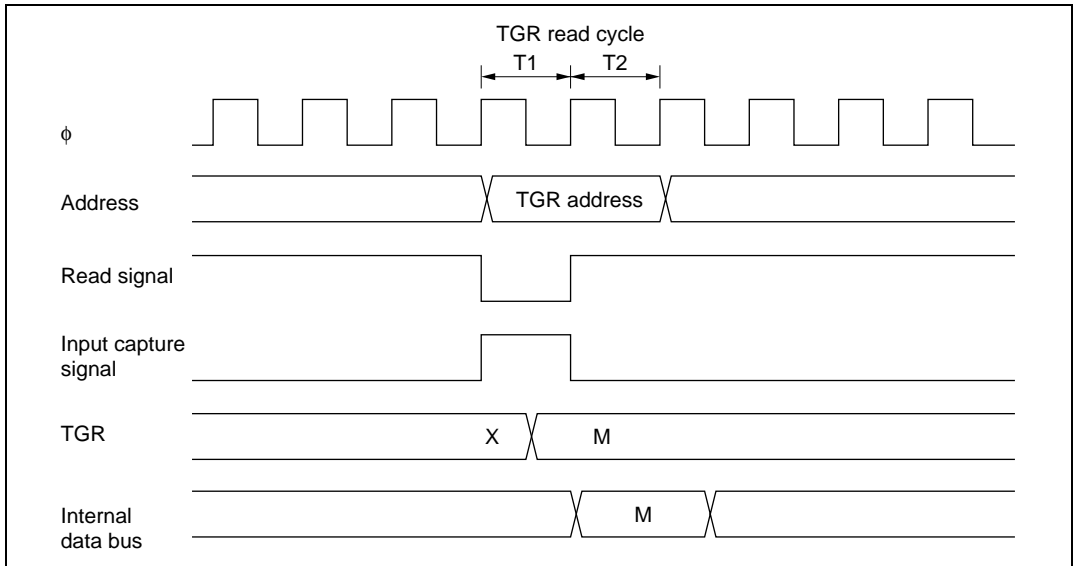 TGR read cycle
T1 T2
ϕ
Address
TGR address
Read signal
Input capture
signal
TGR
X M
Internal
data bus
M